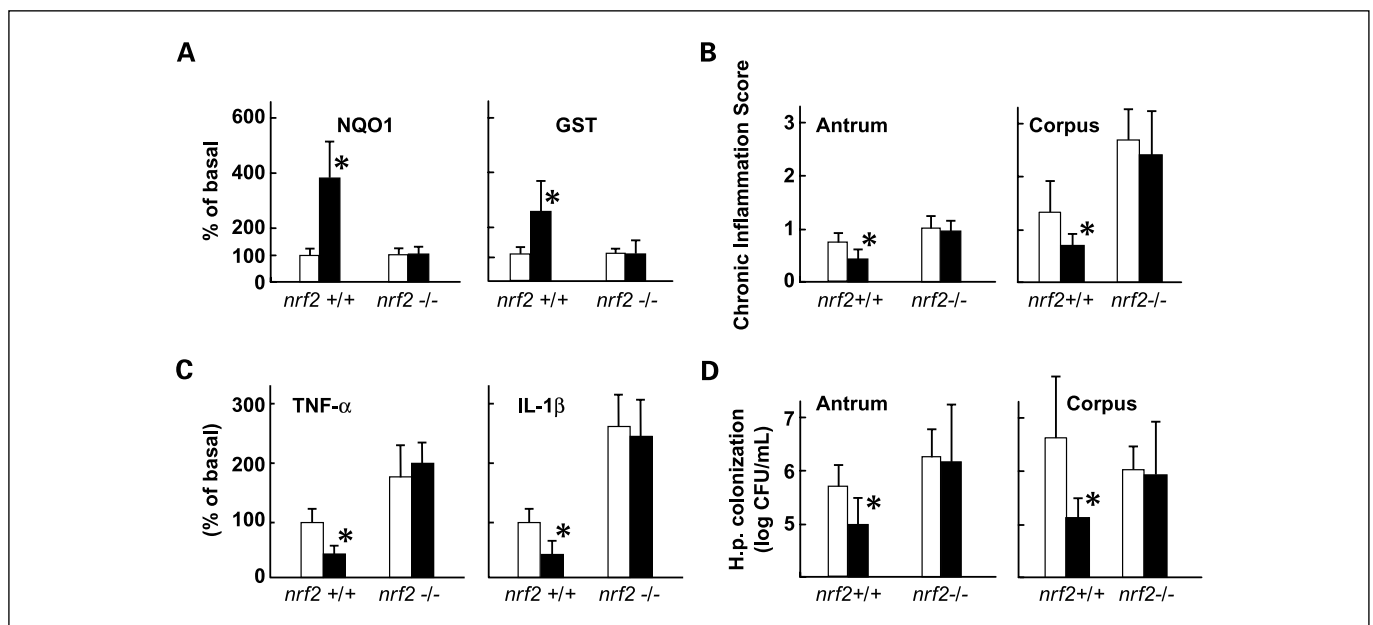 A
% of basal
600
400
200
100
0
NQO1
*
nrf2 +/+ nrf2 -/-
GST
*
nrf2 +/+ nrf2 -/-
B
Chronic Inflammation Score
3
2
1
0
Antrum
*
nrf2+/+ nrf2-/-
Corpus
*
nrf2+/+ nrf2-/-
C
(% of basal)
300
200
100
0
TNF-α
*
nrf2 +/+ nrf2 -/-
IL-1β
*
nrf2 +/+ nrf2 -/-
D
H.p. colonization
(log CFU/mL)
7
6
5
Antrum
*
nrf2+/+ nrf2-/-
Corpus
*
nrf2+/+ nrf2-/-